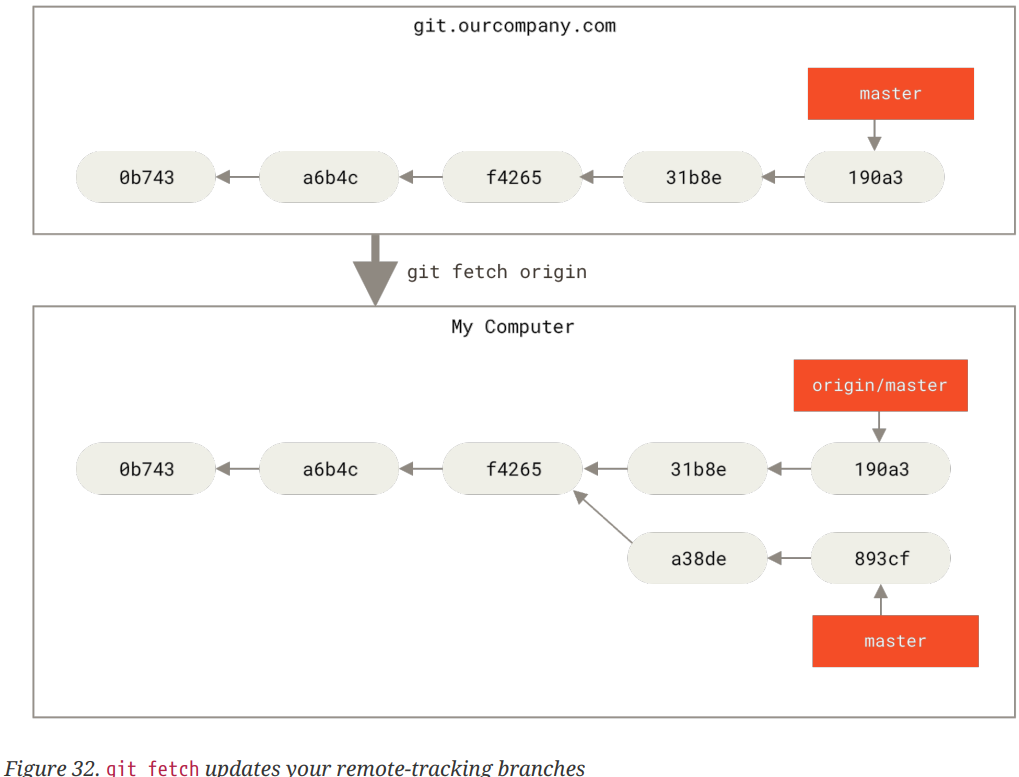 git.ourcompany.com
master
0b743 a6b4c f4265 31b8e 190a3
git fetch origin
My Computer
origin/master
0b743 a6b4c f4265 31b8e 190a3
a38de 893cf
master
Figure 32. git fetch updates your remote-tracking branches